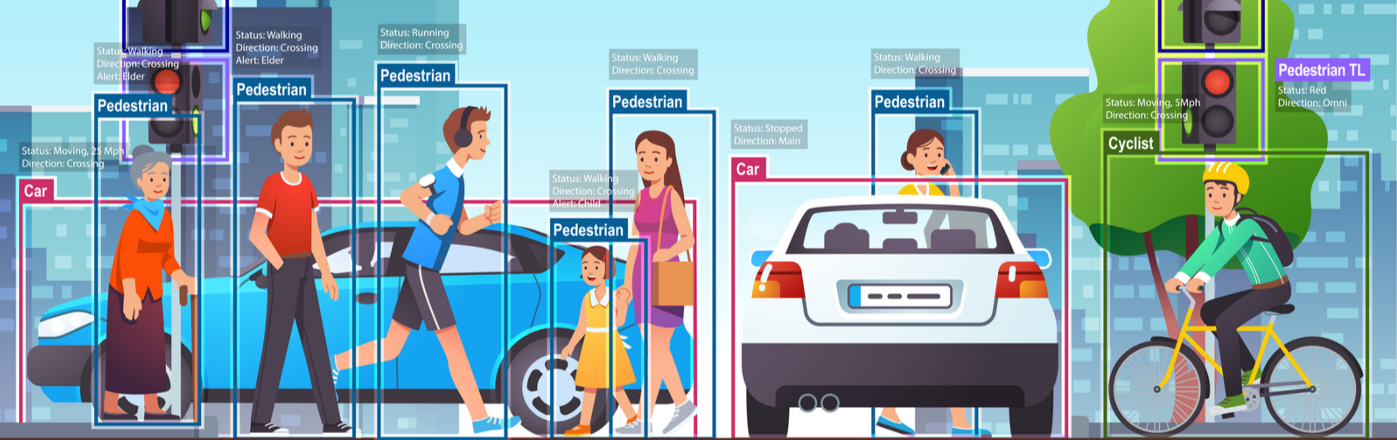 Status: Walking
Direction: Crossing
Alert: Elder
Pedestrian
Status: Moving, 25 Mph
Direction: Crossing
Car
Status: Walking
Direction: Crossing
Alert: Elder
Pedestrian
Status: Running
Direction: Crossing
Pedestrian
Status: Walking
Direction: Crossing
Alert: Child
Pedestrian
Status: Walking
Direction: Crossing
Pedestrian
Status: Stopped
Direction: Main
Car
Status: Walking
Direction: Crossing
Pedestrian
Status: Moving, 5Mph
Direction: Crossing
Cyclist
Pedestrian TL
Status: Red
Direction: Omni